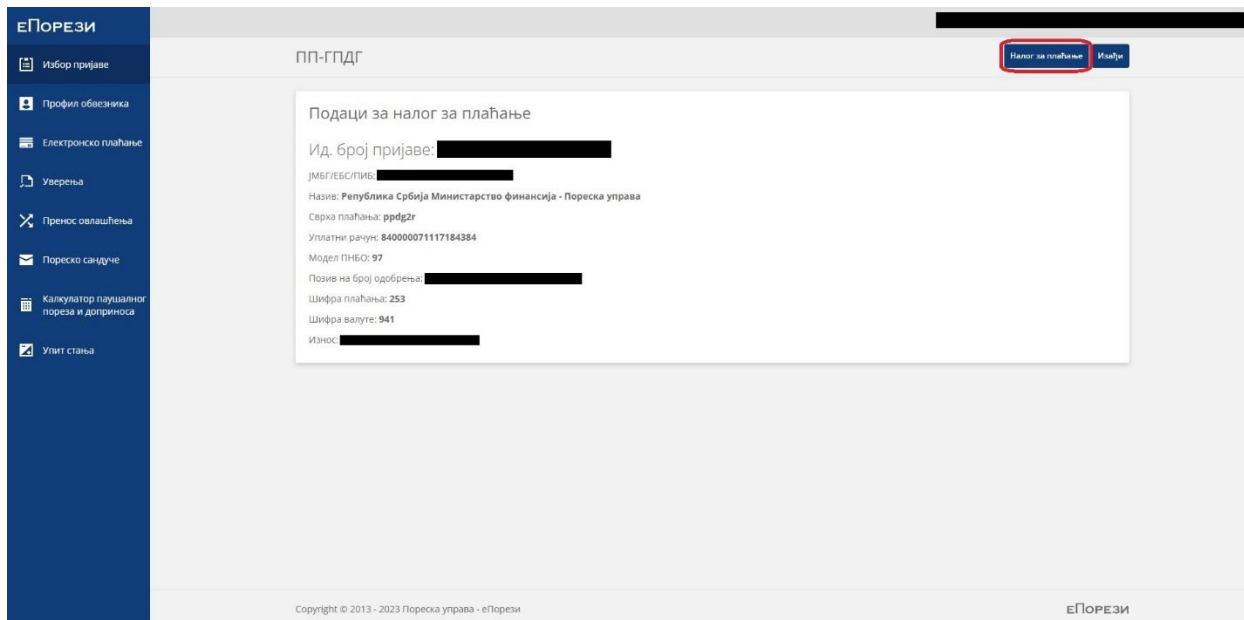 еПорези
Избор пријаве
Профил обвезника
Електронско плаћање
Уверења
Пренос овлашћења
Пореско сандуче
Калкулатор паушалног
пореза и доприноса
Упит стања
ПП-ГПДГ
Налог за плаћање
Изађи
Подаци за налог за плаћање
Ид. број пријаве:
ЈМБГ/ЕБС/ПИБ:
Назив: Република Србија Министарство финансија - Пореска управа
Сврха плаћања: ppdg2r
Уплатни рачун: 840000071117184384
Модел ПНБО: 97
Позив на број одобрења:
Шифра плаћања: 253
Шифра валуте: 941
Износ:
Copyright © 2013 - 2023 Пореска управа - еПорези
еПорези